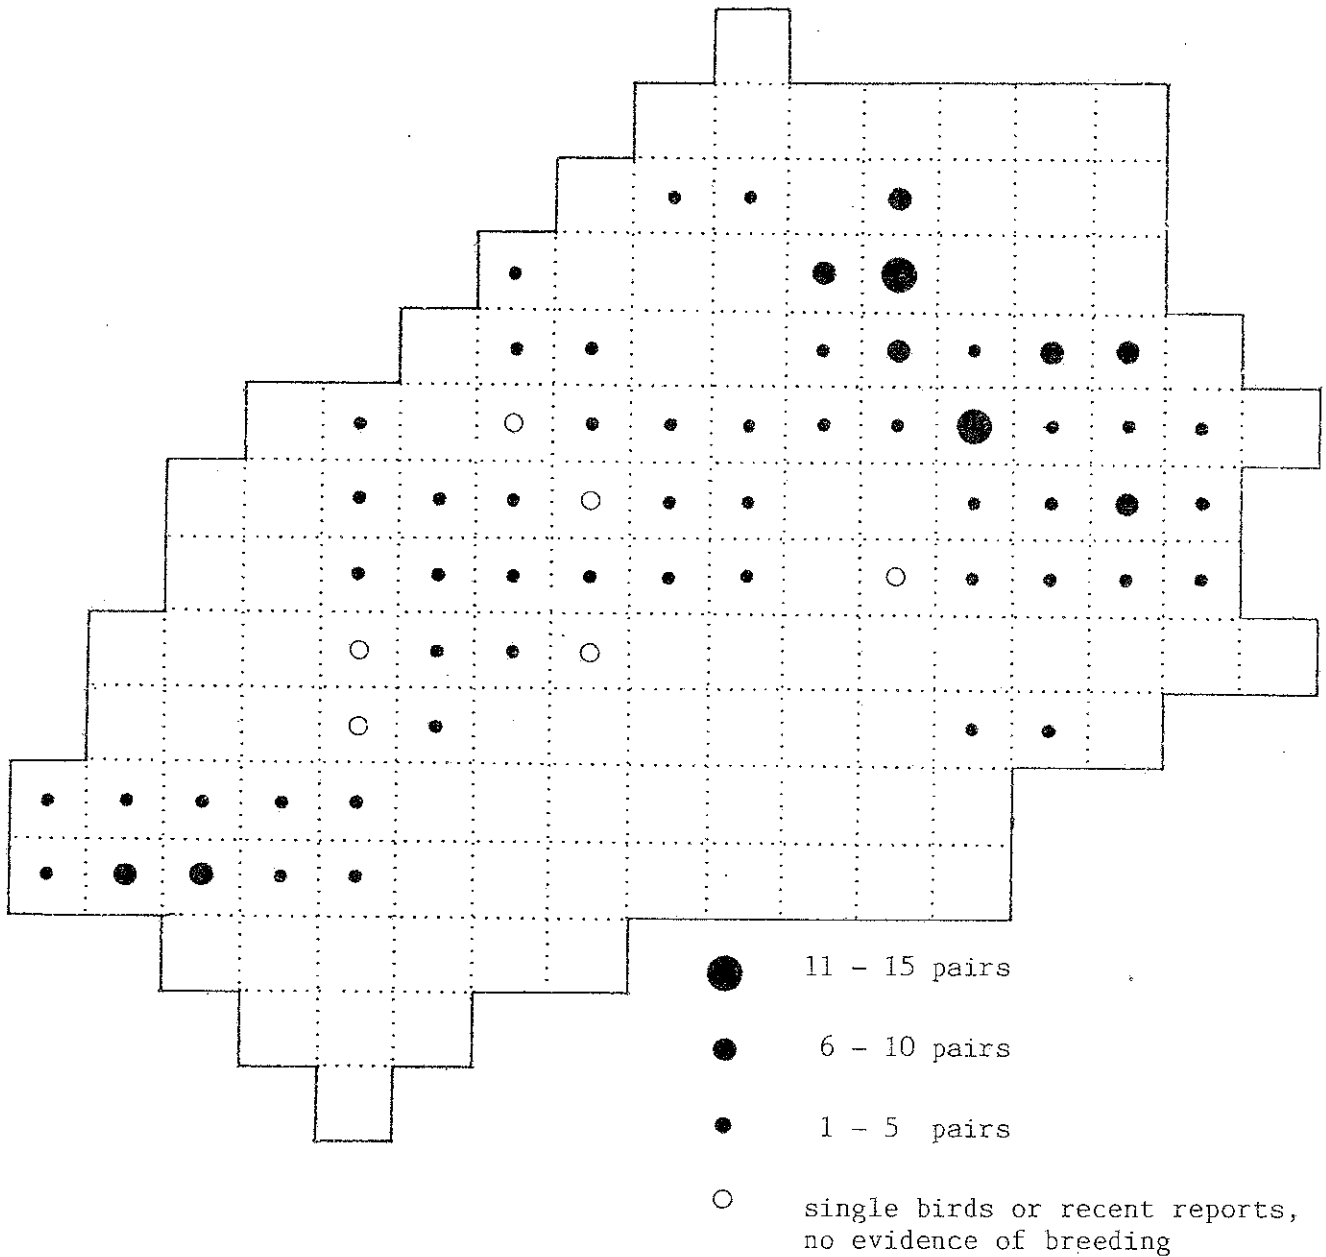 11 - 15 pairs
6 - 10 pairs
1 - 5 pairs
single birds or recent reports,
no evidence of breeding